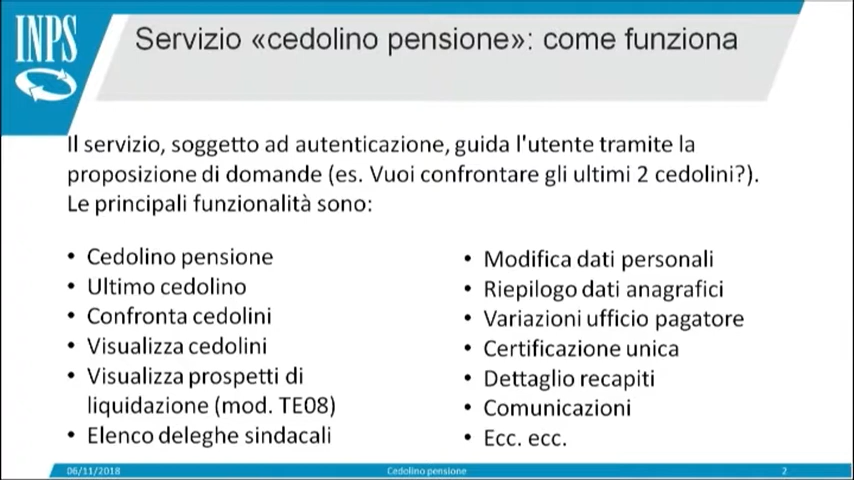 INPS
Servizio «cedolino pensione»: come funziona
Il servizio, soggetto ad autenticazione, guida l'utente tramite la
proposizione di domande (es. Vuoi confrontare gli ultimi 2 cedolini?).
Le principali funzionalità sono:
• Cedolino pensione
• Ultimo cedolino
• Confronta cedolini
• Visualizza cedolini
• Visualizza prospetti di
liquidazione (mod. TE08)
• Elenco deleghe sindacali
• Modifica dati personali
• Riepilogo dati anagrafici
• Variazioni ufficio pagatore
• Certificazione unica
• Dettaglio recapiti
• Comunicazioni
• Ecc. ecc.
06/11/2018
Cedolino pensione
2